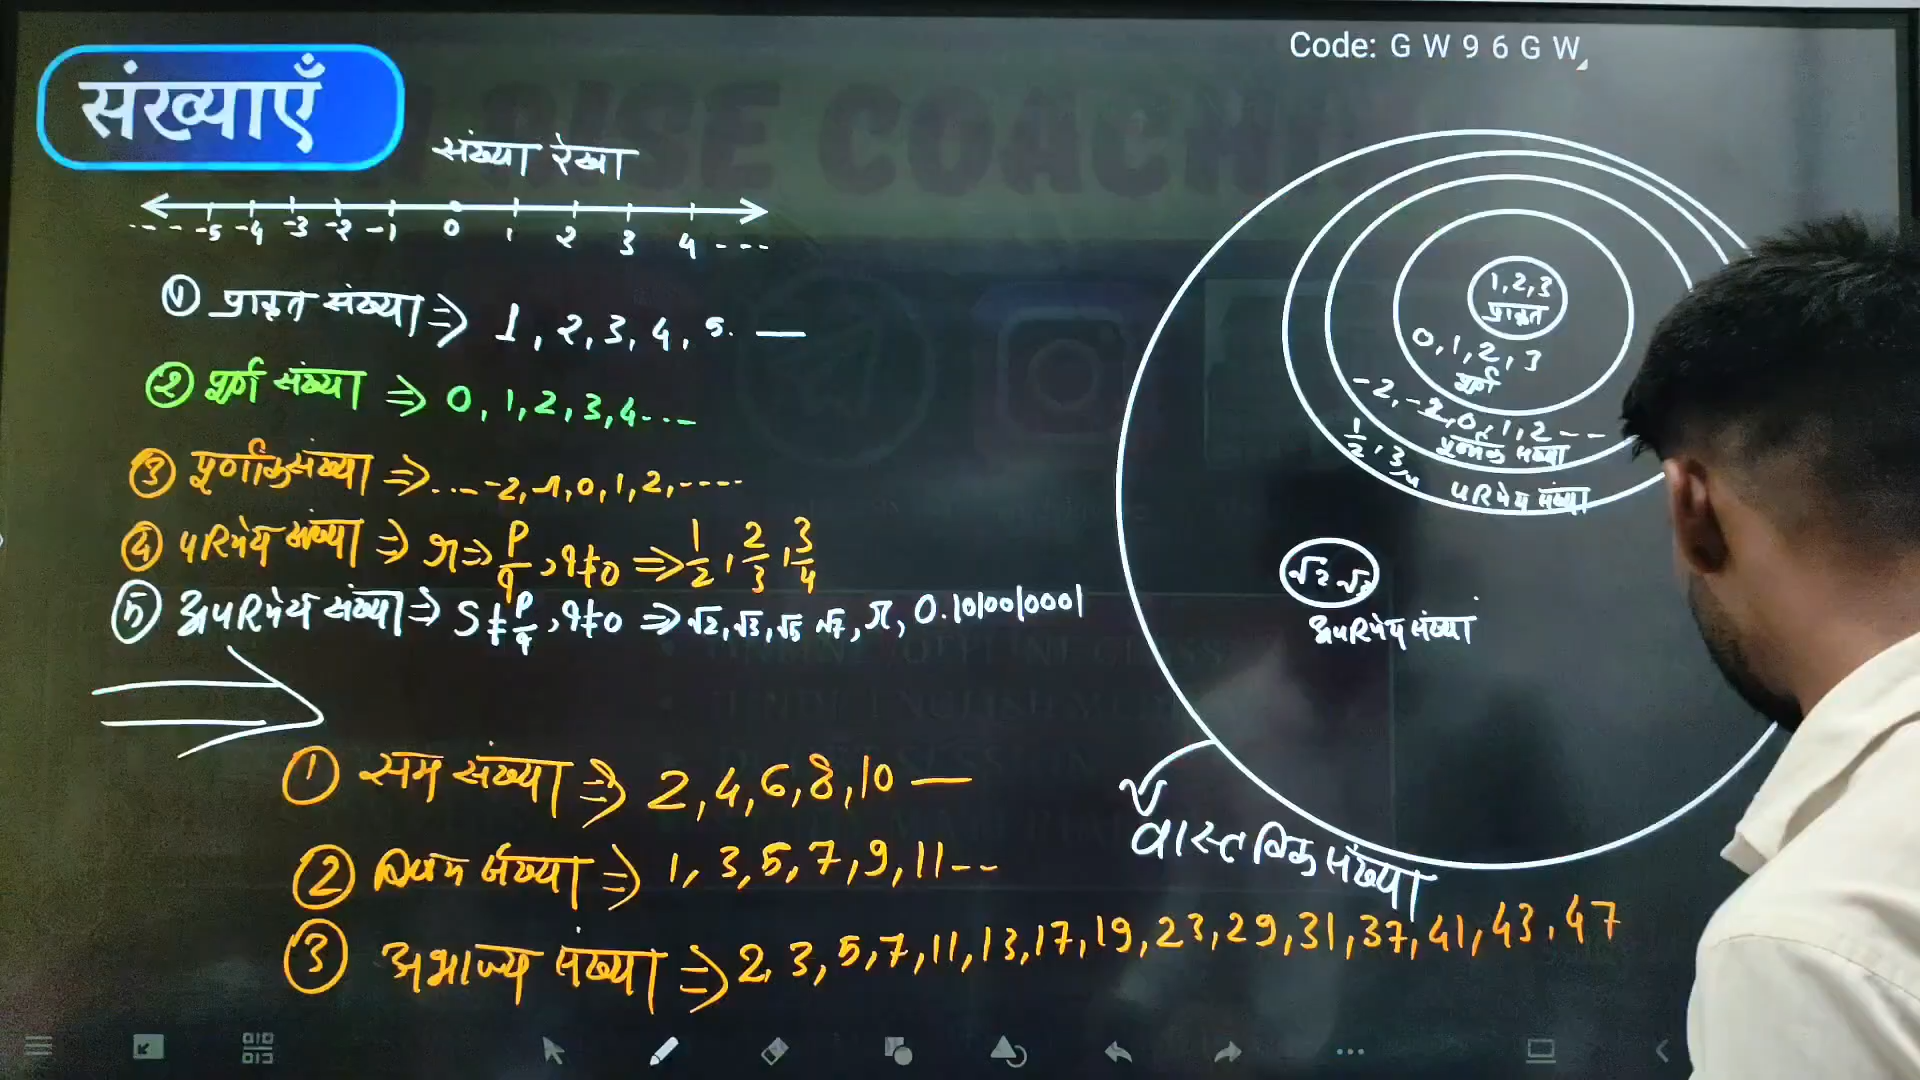 Code: G W 9 6 G W
संख्याएँ
संख्या रेखा
---- -5 -4 -3 -2 -1 0 1 2 3 4 ----
① प्राकृत संख्या ⇒ 1, 2, 3, 4, 5. —
② पूर्ण संख्या ⇒ 0, 1, 2, 3, 4...--
③ पूर्णांक संख्या ⇒ ... -2, -1, 0, 1, 2, ----
④ परिमेय संख्या ⇒ r ⇒ p/q, q≠0 ⇒ 1/2, 2/3, 3/4
⑤ अपरिमेय संख्या ⇒ S ≠ p/q, q≠0 ⇒ √2, √3, √5 √7, π, 0.1010010001
① सम संख्या ⇒ 2, 4, 6, 8, 10 —
② विषम संख्या ⇒ 1, 3, 5, 7, 9, 11--
③ अभाज्य संख्या ⇒ 2, 3, 5, 7, 11, 13, 17, 19, 23, 29, 31, 37, 41, 43, 47
1, 2, 3
प्राकृत
0, 1, 2, 3
पूर्ण
0, 1, 2 ---
पूर्णांक संख्या
1/2, परिमेय संख्या
√2
अपरिमेय संख्या
वास्तविक संख्या
RISE COACHI